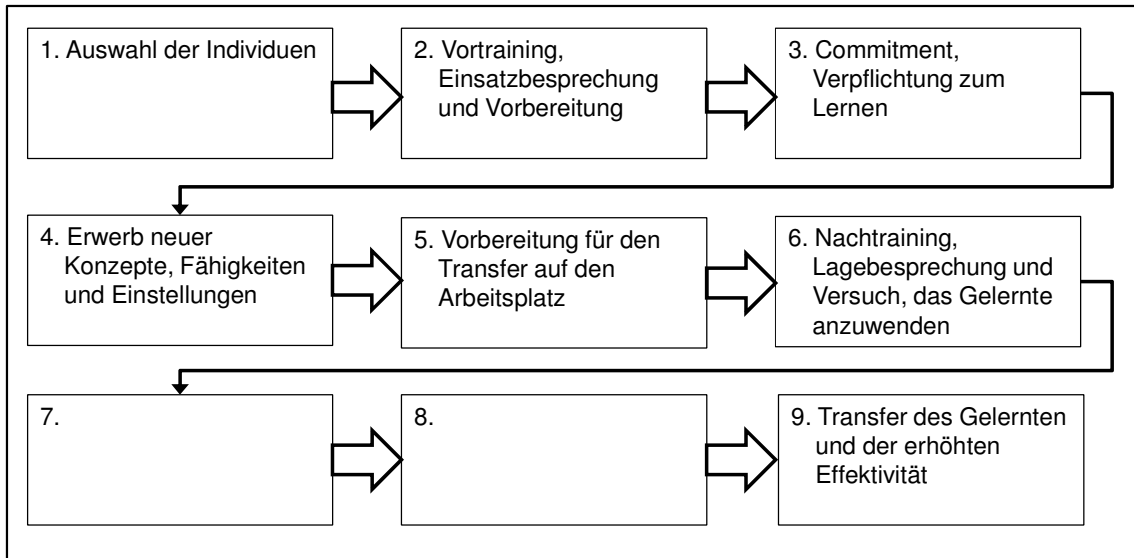 1. Auswahl der Individuen
2. Vortraining,
Einsatzbesprechung
und Vorbereitung
3. Commitment,
Verpflichtung zum
Lernen
4. Erwerb neuer
Konzepte, Fähigkeiten
und Einstellungen
5. Vorbereitung für den
Transfer auf den
Arbeitsplatz
6. Nachtraining,
Lagebesprechung und
Versuch, das Gelernte
anzuwenden
7.
8.
9. Transfer des Gelernten
und der erhöhten
Effektivität